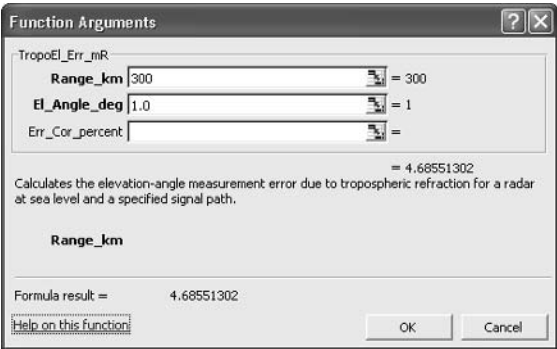 Function Arguments
TropoEl_Err_mR
Range_km 300 = 300
El_Angle_deg 1.0 = 1
Err_Cor_percent =
= 4.68551302
Calculates the elevation-angle measurement error due to tropospheric refraction for a radar
at sea level and a specified signal path.
Range_km
Formula result = 4.68551302
Help on this function OK Cancel